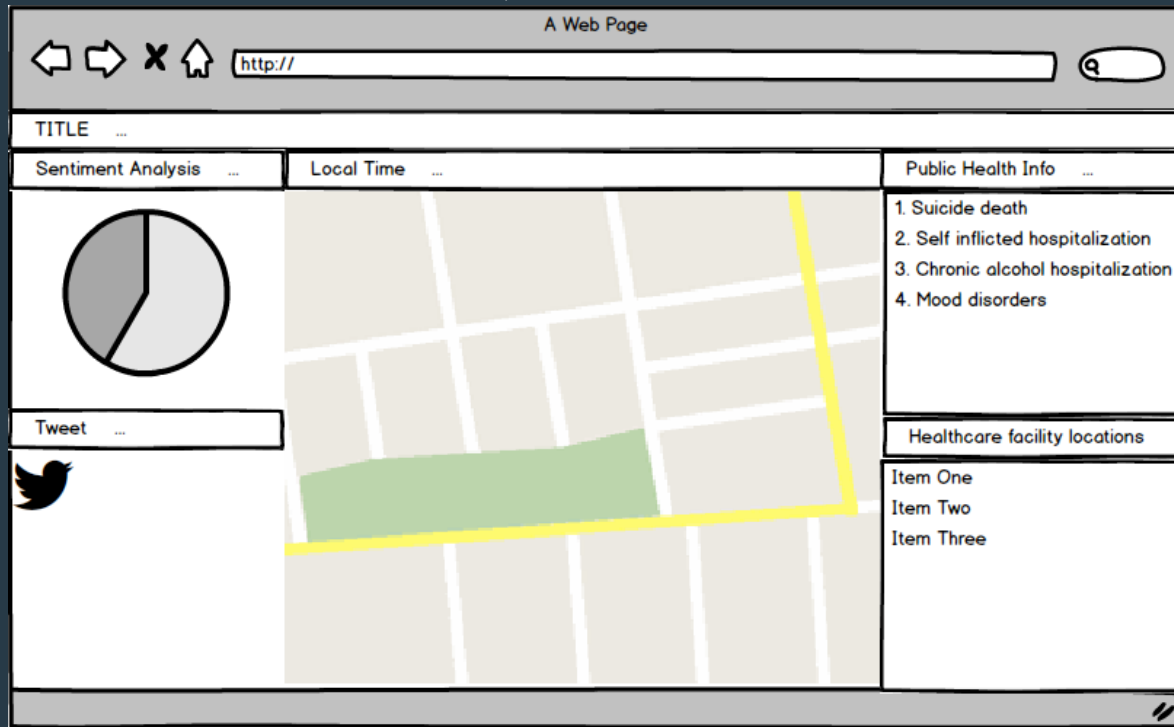 A Web Page
http://
TITLE ...
Sentiment Analysis ...
Local Time ...
Public Health Info ...
1. Suicide death
2. Self inflicted hospitalization
3. Chronic alcohol hospitalization
4. Mood disorders
Tweet ...
Healthcare facility locations
Item One
Item Two
Item Three